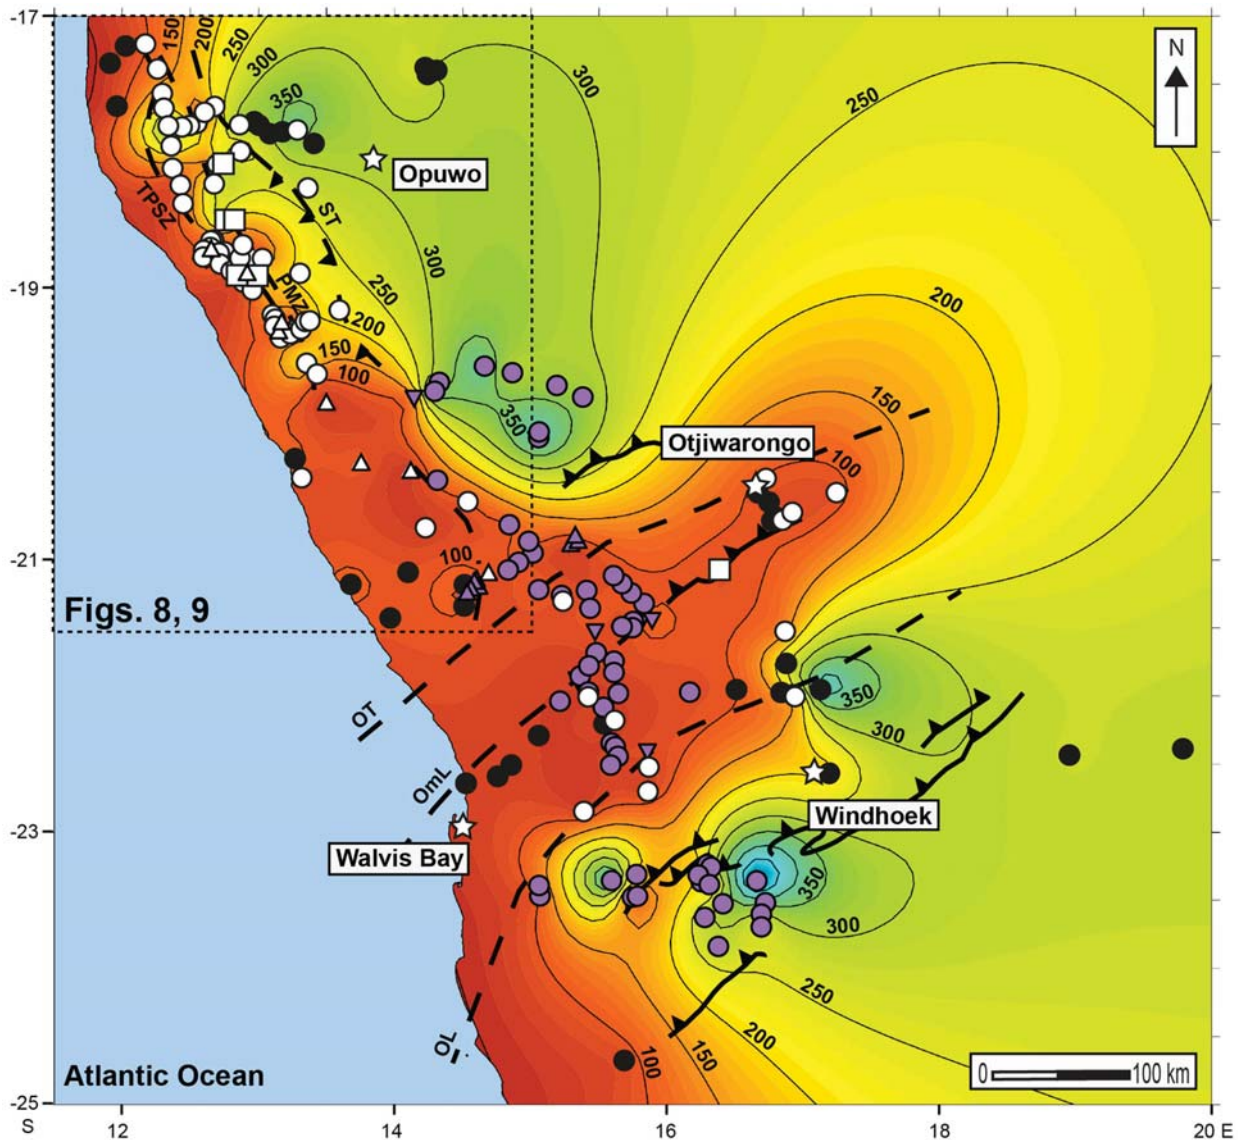 -17
150
200
250
300
350
300
250
N
Opuwo
TPSZ
ST
300
250
200
-19
PMZ
200
150
100
150
350
Otjiwarongo
100
100
-21
Figs. 8, 9
OT
350
300
OmL
Windhoek
-23
Walvis Bay
350
300
250
200
150
100
OL
0
100 km
Atlantic Ocean
-25
S
12
14
16
18
20 E